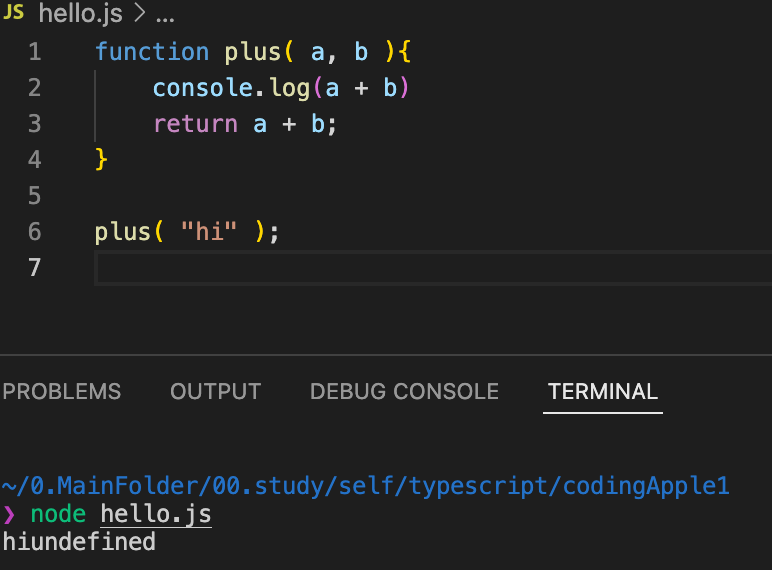 JS hello.js > ...
1 function plus( a, b ){
2     console.log(a + b)
3     return a + b;
4 }
5
6 plus( "hi" );
7
PROBLEMS OUTPUT DEBUG CONSOLE TERMINAL
~/0.MainFolder/00.study/self/typescript/codingApple1
❯ node hello.js
hiundefined